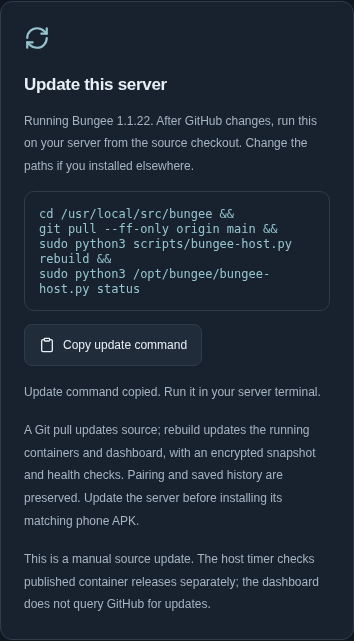 Update this server
Running Bungee 1.1.22. After GitHub changes, run this
on your server from the source checkout. Change the
paths if you installed elsewhere.
cd /usr/local/src/bungee &&
git pull --ff-only origin main &&
sudo python3 scripts/bungee-host.py
rebuild &&
sudo python3 /opt/bungee/bungee-
host.py status
Copy update command
Update command copied. Run it in your server terminal.
A Git pull updates source; rebuild updates the running
containers and dashboard, with an encrypted snapshot
and health checks. Pairing and saved history are
preserved. Update the server before installing its
matching phone APK.
This is a manual source update. The host timer checks
published container releases separately; the dashboard
does not query GitHub for updates.